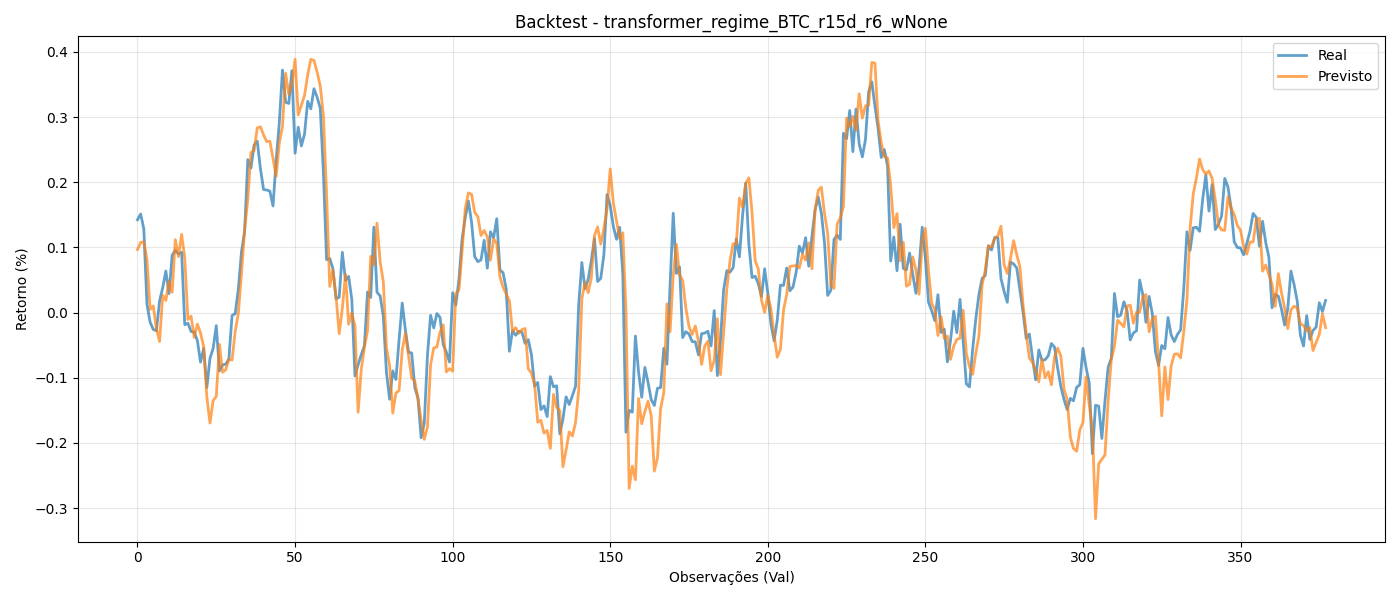 Backtest - transformer_regime_BTC_r15d_r6_wNone
Real
Previsto
Retorno (%)
0.4
0.3
0.2
0.1
0.0
−0.1
−0.2
−0.3
0 50 100 150 200 250 300 350
Observações (Val)